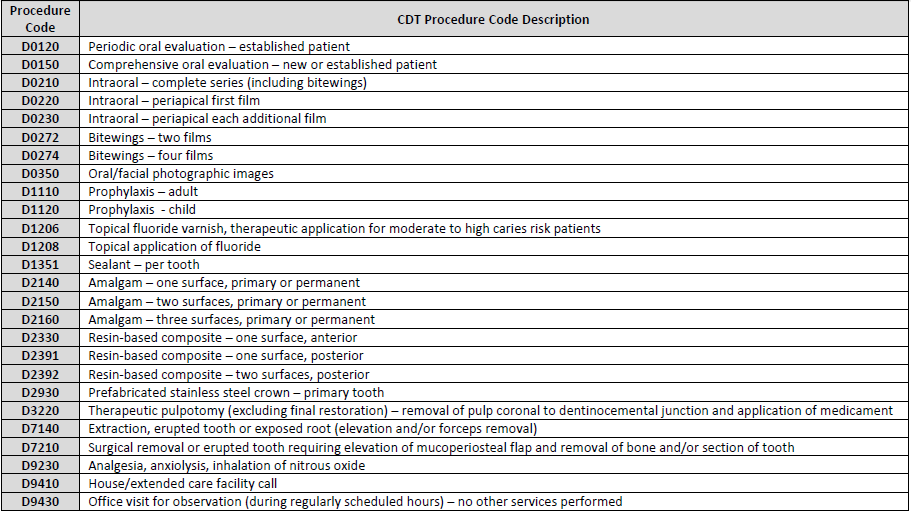 Procedure
Code
CDT Procedure Code Description
D0120 Periodic oral evaluation – established patient
D0150 Comprehensive oral evaluation – new or established patient
D0210 Intraoral – complete series (including bitewings)
D0220 Intraoral – periapical first film
D0230 Intraoral – periapical each additional film
D0272 Bitewings – two films
D0274 Bitewings – four films
D0350 Oral/facial photographic images
D1110 Prophylaxis – adult
D1120 Prophylaxis - child
D1206 Topical fluoride varnish, therapeutic application for moderate to high caries risk patients
D1208 Topical application of fluoride
D1351 Sealant – per tooth
D2140 Amalgam – one surface, primary or permanent
D2150 Amalgam – two surfaces, primary or permanent
D2160 Amalgam – three surfaces, primary or permanent
D2330 Resin-based composite – one surface, anterior
D2391 Resin-based composite – one surface, posterior
D2392 Resin-based composite – two surfaces, posterior
D2930 Prefabricated stainless steel crown – primary tooth
D3220 Therapeutic pulpotomy (excluding final restoration) – removal of pulp coronal to dentinocemental junction and application of medicament
D7140 Extraction, erupted tooth or exposed root (elevation and/or forceps removal)
D7210 Surgical removal or erupted tooth requiring elevation of mucoperiosteal flap and removal of bone and/or section of tooth
D9230 Analgesia, anxiolysis, inhalation of nitrous oxide
D9410 House/extended care facility call
D9430 Office visit for observation (during regularly scheduled hours) – no other services performed